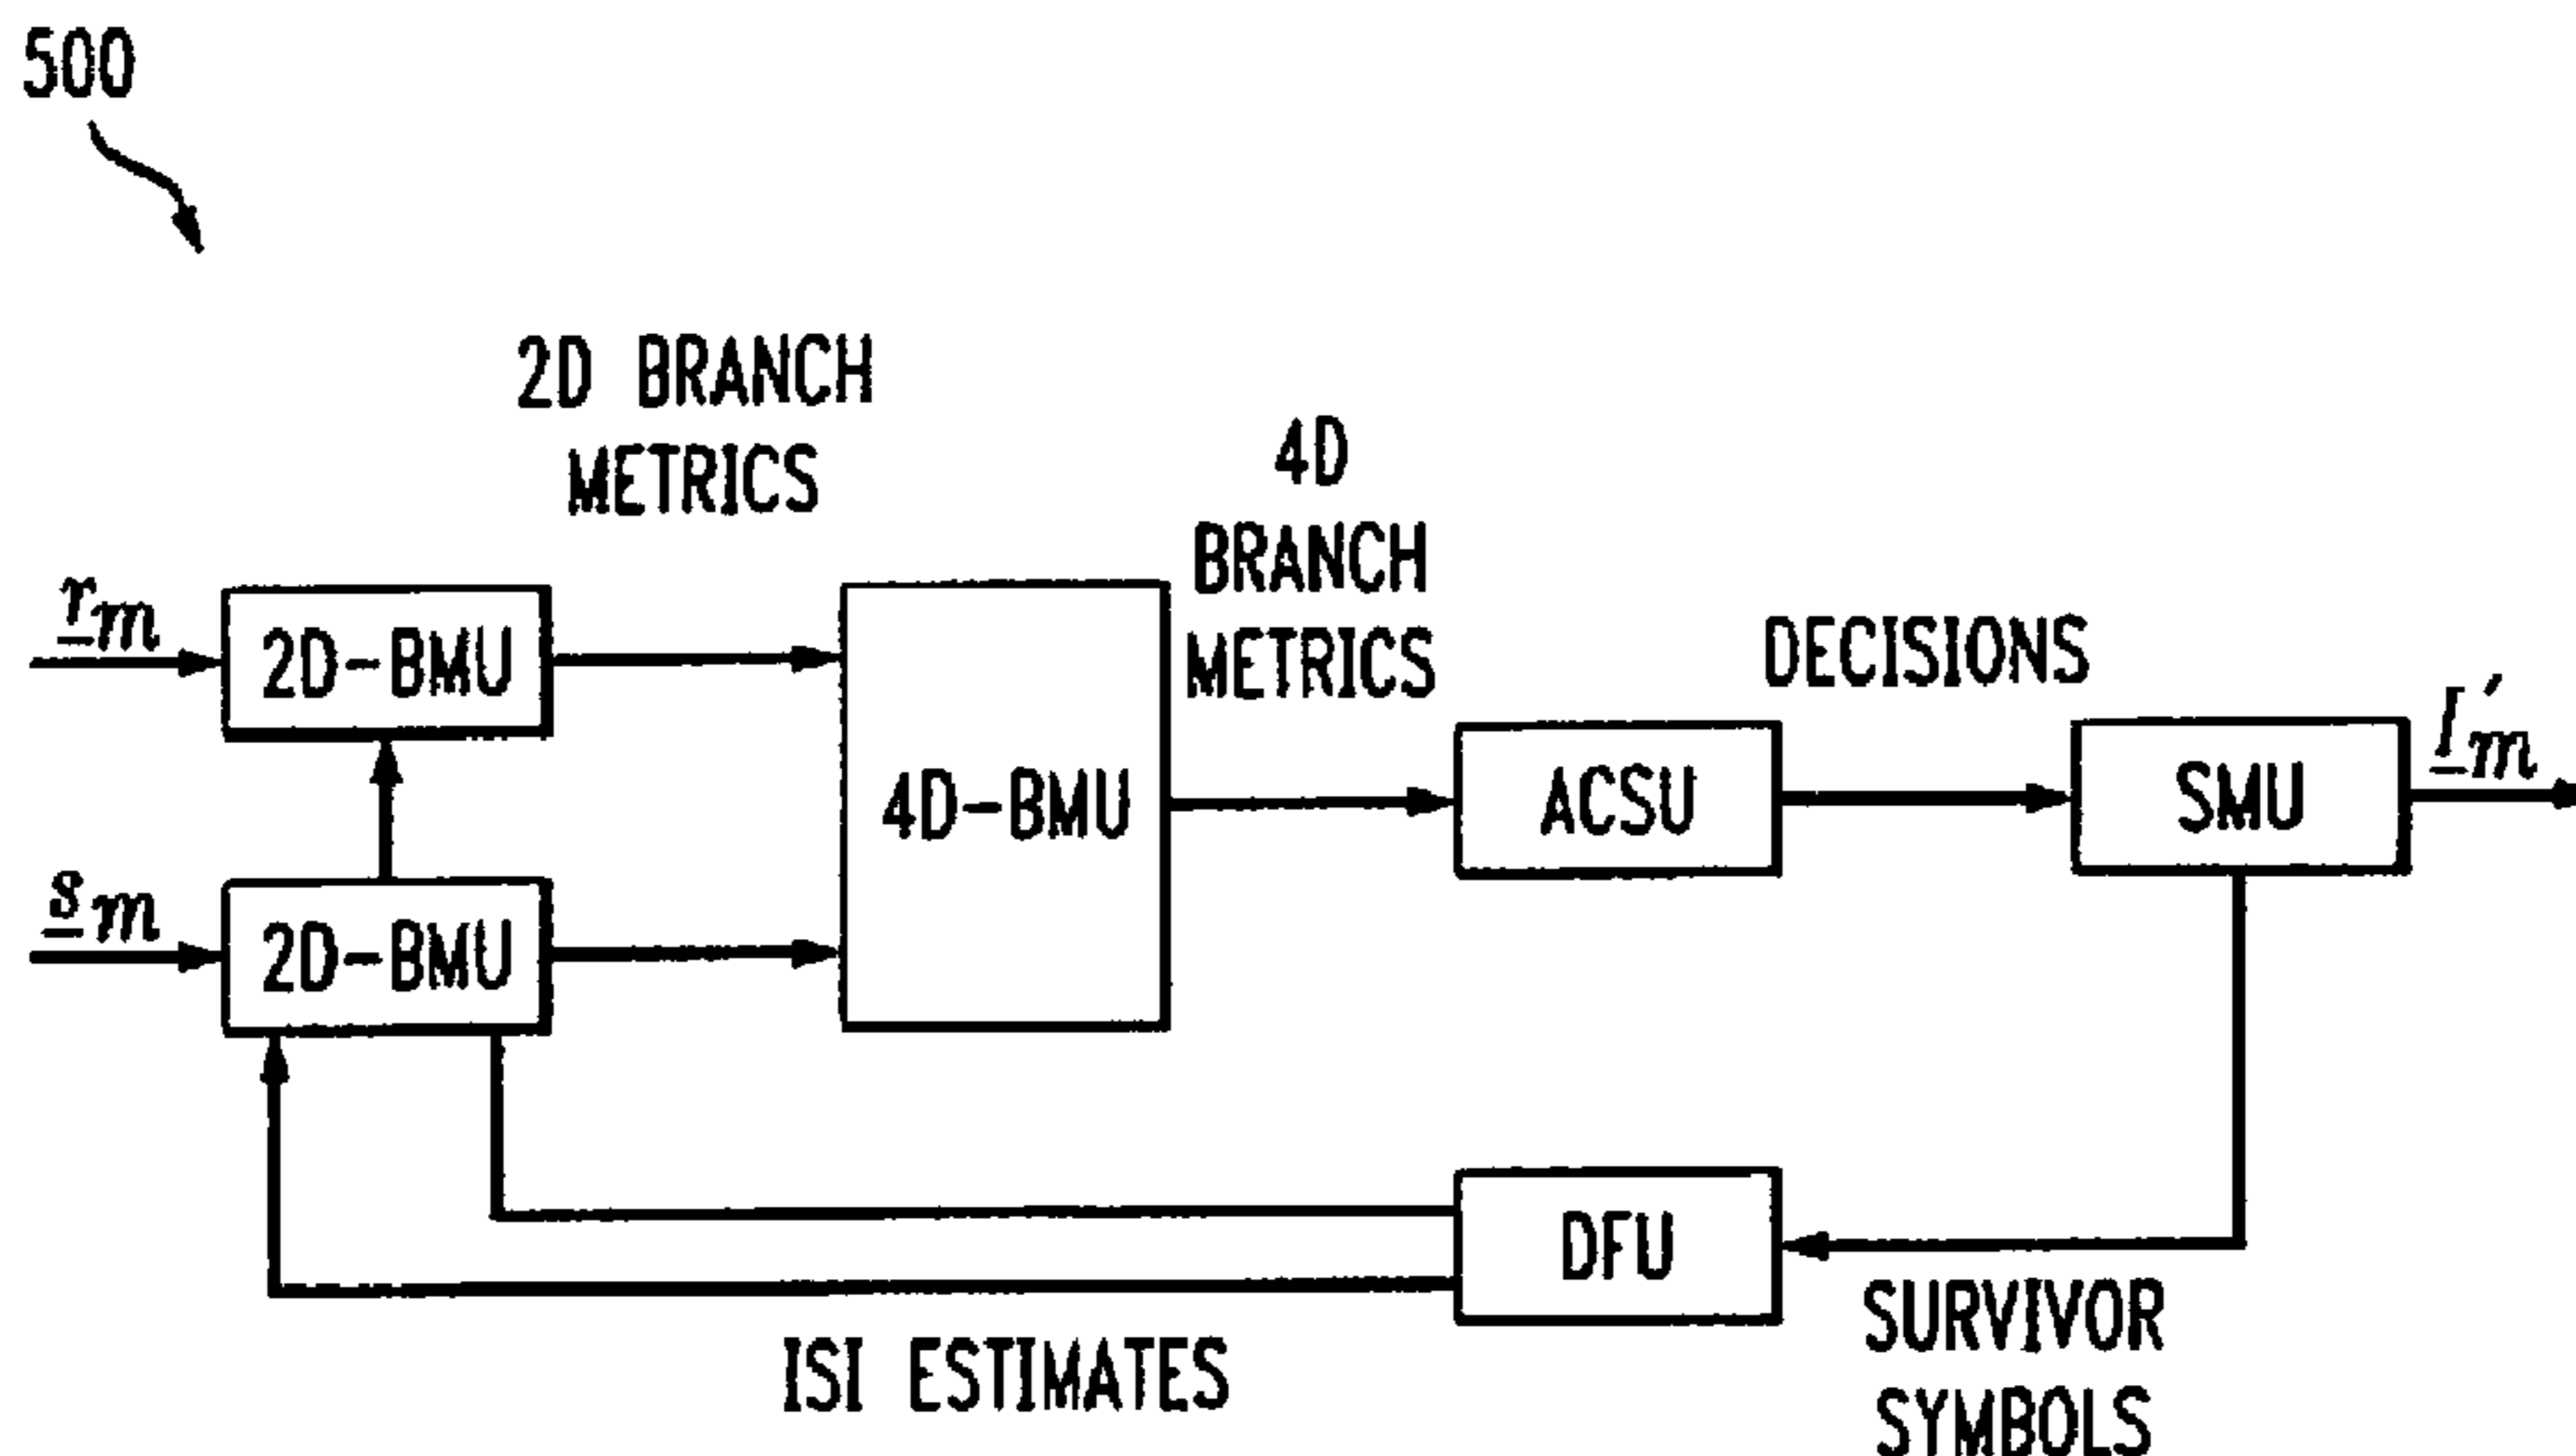 500
2D BRANCH
METRICS
4D
BRANCH
METRICS
DECISIONS
r_m
2D-BMU
s_m
2D-BMU
4D-BMU
ACSU
SMU
I'_m
DFU
ISI ESTIMATES
SURVIVOR
SYMBOLS